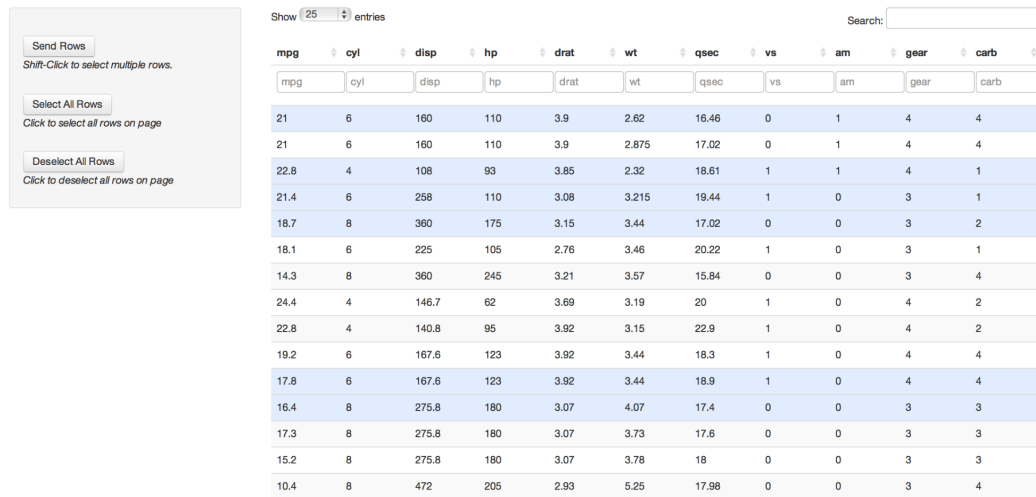 Send Rows
Shift-Click to select multiple rows.
Select All Rows
Click to select all rows on page
Deselect All Rows
Click to deselect all rows on page
Show 25 entries
Search:
mpg cyl disp hp drat wt qsec vs am gear carb
mpg cyl disp hp drat wt qsec vs am gear carb
21 6 160 110 3.9 2.62 16.46 0 1 4 4
21 6 160 110 3.9 2.875 17.02 0 1 4 4
22.8 4 108 93 3.85 2.32 18.61 1 1 4 1
21.4 6 258 110 3.08 3.215 19.44 1 0 3 1
18.7 8 360 175 3.15 3.44 17.02 0 0 3 2
18.1 6 225 105 2.76 3.46 20.22 1 0 3 1
14.3 8 360 245 3.21 3.57 15.84 0 0 3 4
24.4 4 146.7 62 3.69 3.19 20 1 0 4 2
22.8 4 140.8 95 3.92 3.15 22.9 1 0 4 2
19.2 6 167.6 123 3.92 3.44 18.3 1 0 4 4
17.8 6 167.6 123 3.92 3.44 18.9 1 0 4 4
16.4 8 275.8 180 3.07 4.07 17.4 0 0 3 3
17.3 8 275.8 180 3.07 3.73 17.6 0 0 3 3
15.2 8 275.8 180 3.07 3.78 18 0 0 3 3
10.4 8 472 205 2.93 5.25 17.98 0 0 3 4